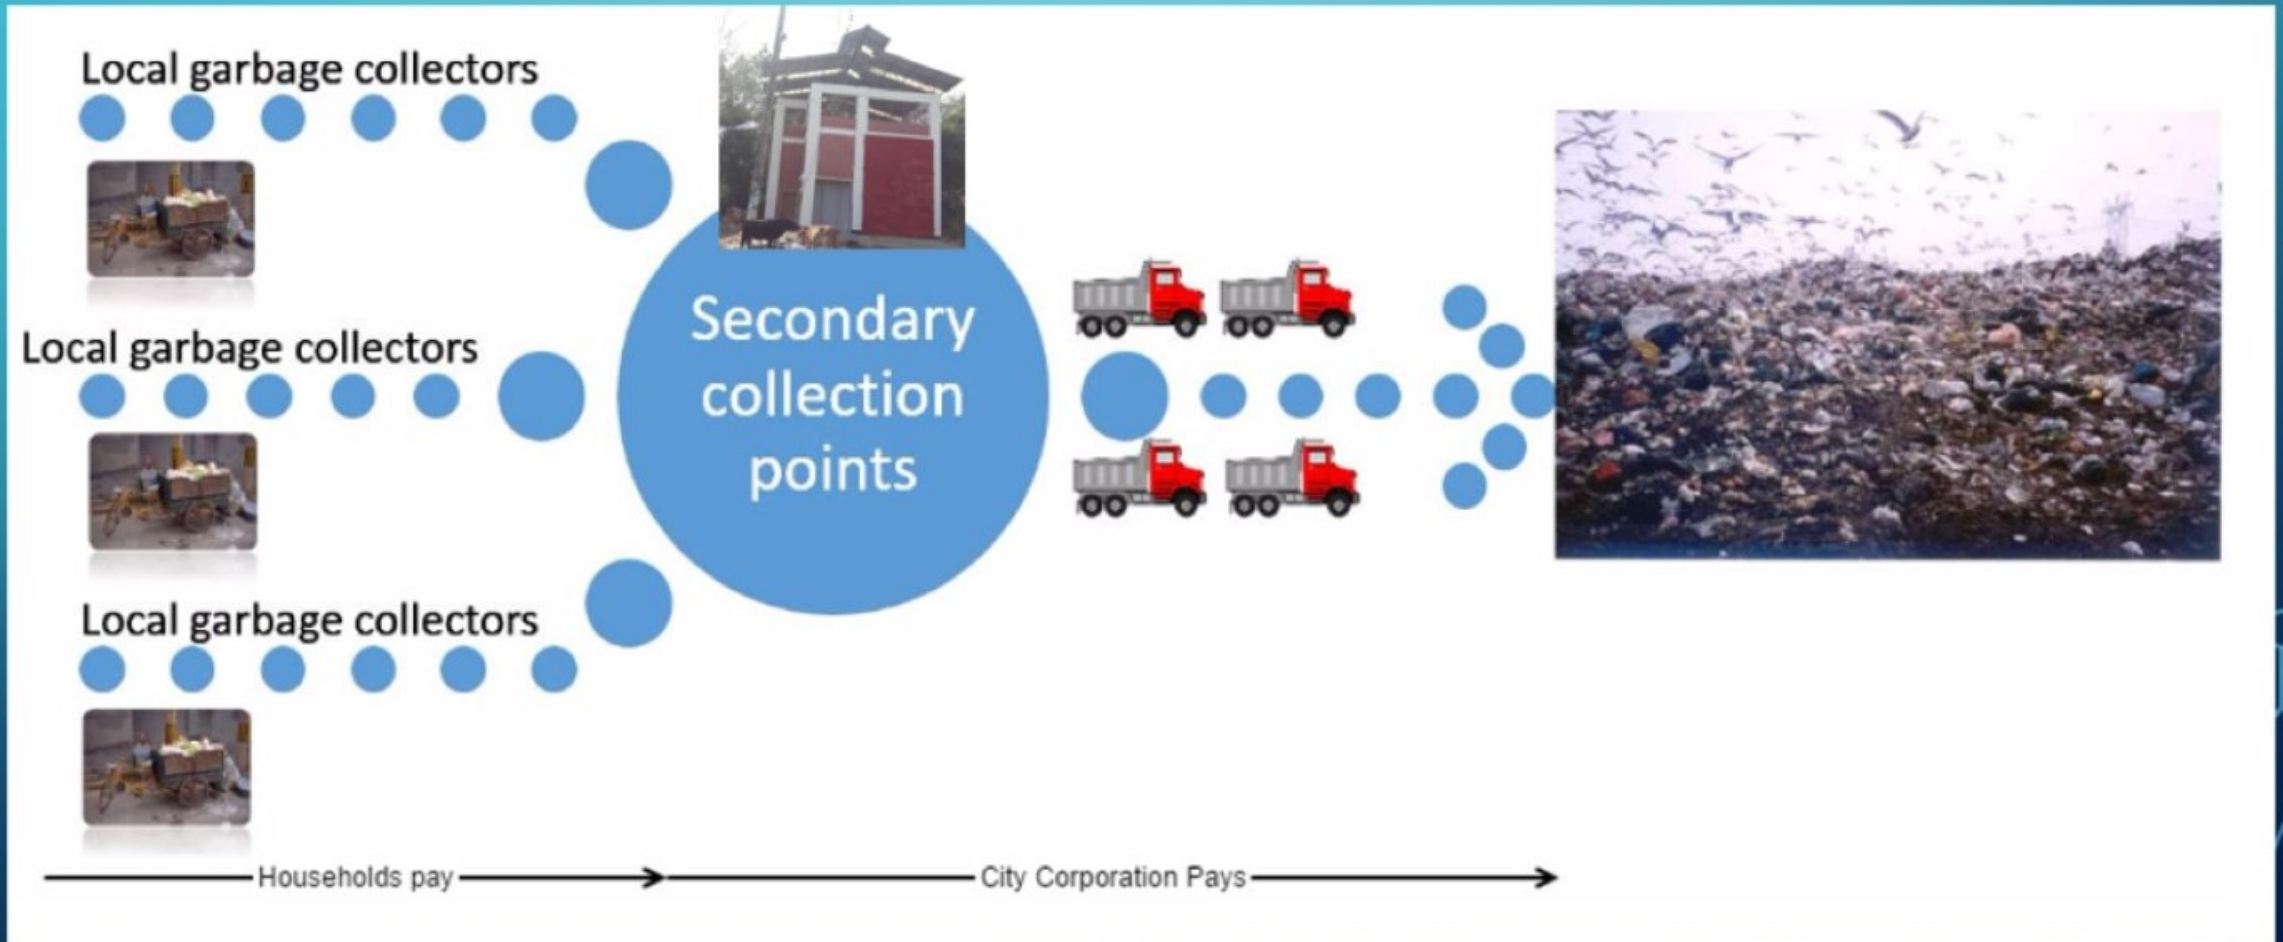 Local garbage collectors
Local garbage collectors
Local garbage collectors
Secondary
collection
points
Households pay
City Corporation Pays